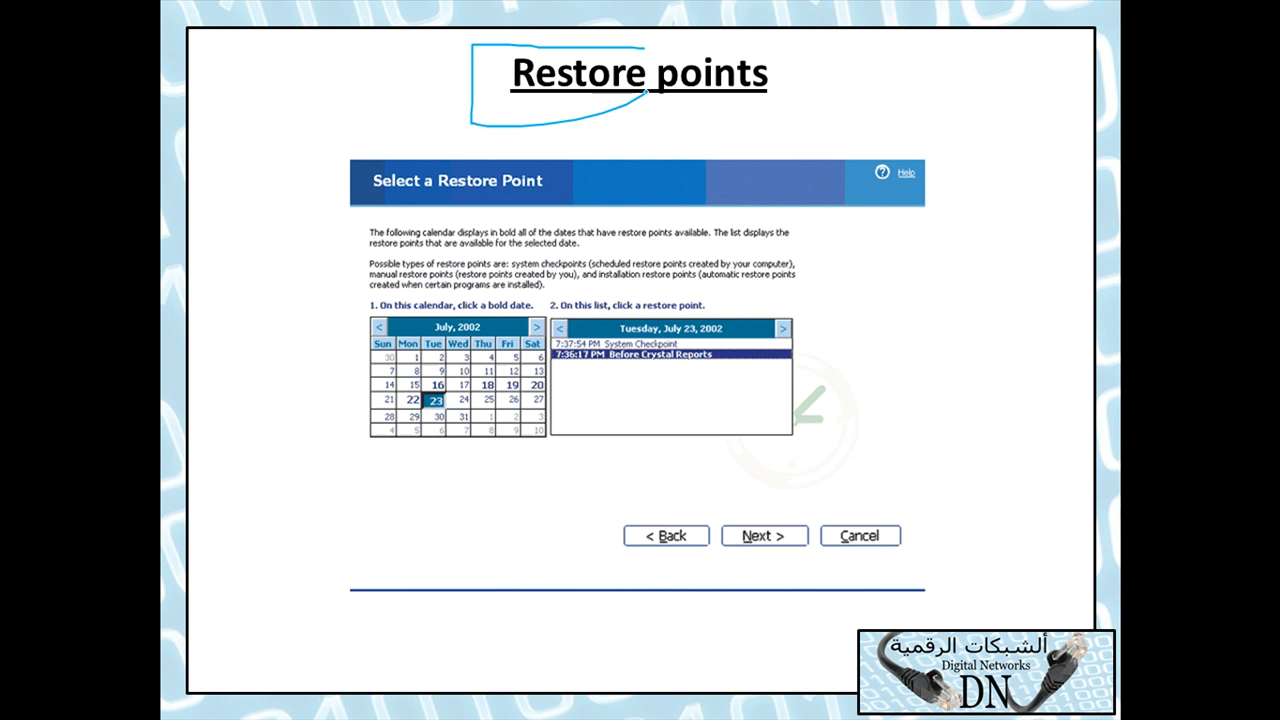 Restore points
Select a Restore Point
? Help
The following calendar displays in bold all of the dates that have restore points available. The list displays the
restore points that are available for the selected date.
Possible types of restore points are: system checkpoints (scheduled restore points created by your computer),
manual restore points (restore points created by you), and installation restore points (automatic restore points
created when certain programs are installed).
1. On this calendar, click a bold date.
2. On this list, click a restore point.
< July, 2002 >
Sun Mon Tue Wed Thu Fri Sat
30 1 2 3 4 5 6
7 8 9 10 11 12 13
14 15 16 17 18 19 20
21 22 23 24 25 26 27
28 29 30 31 1 2 3
4 5 6 7 8 9 10
< Tuesday, July 23, 2002 >
7:37:54 PM System Checkpoint
7:36:17 PM Before Crystal Reports
< Back
Next >
Cancel
ألشبكات الرقمية
Digital Networks
DN